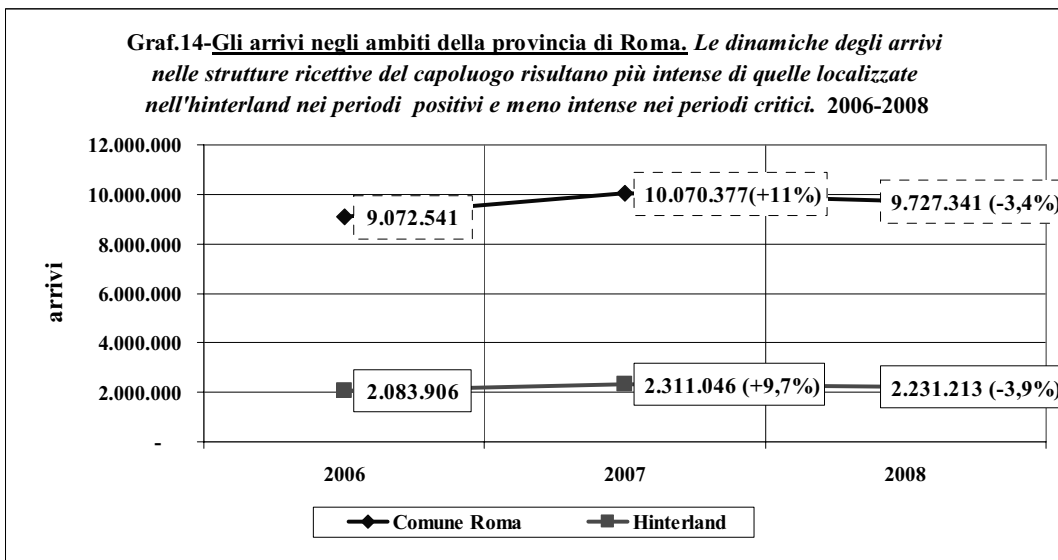 Graf.14-Gli arrivi negli ambiti della provincia di Roma. Le dinamiche degli arrivi
nelle strutture ricettive del capoluogo risultano più intense di quelle localizzate
nell'hinterland nei periodi positivi e meno intense nei periodi critici. 2006-2008
12.000.000
10.000.000
8.000.000
6.000.000
4.000.000
2.000.000
-
arrivi
9.072.541
10.070.377(+11%)
9.727.341 (-3,4%)
2.083.906
2.311.046 (+9,7%)
2.231.213 (-3,9%)
2006
2007
2008
Comune Roma
Hinterland